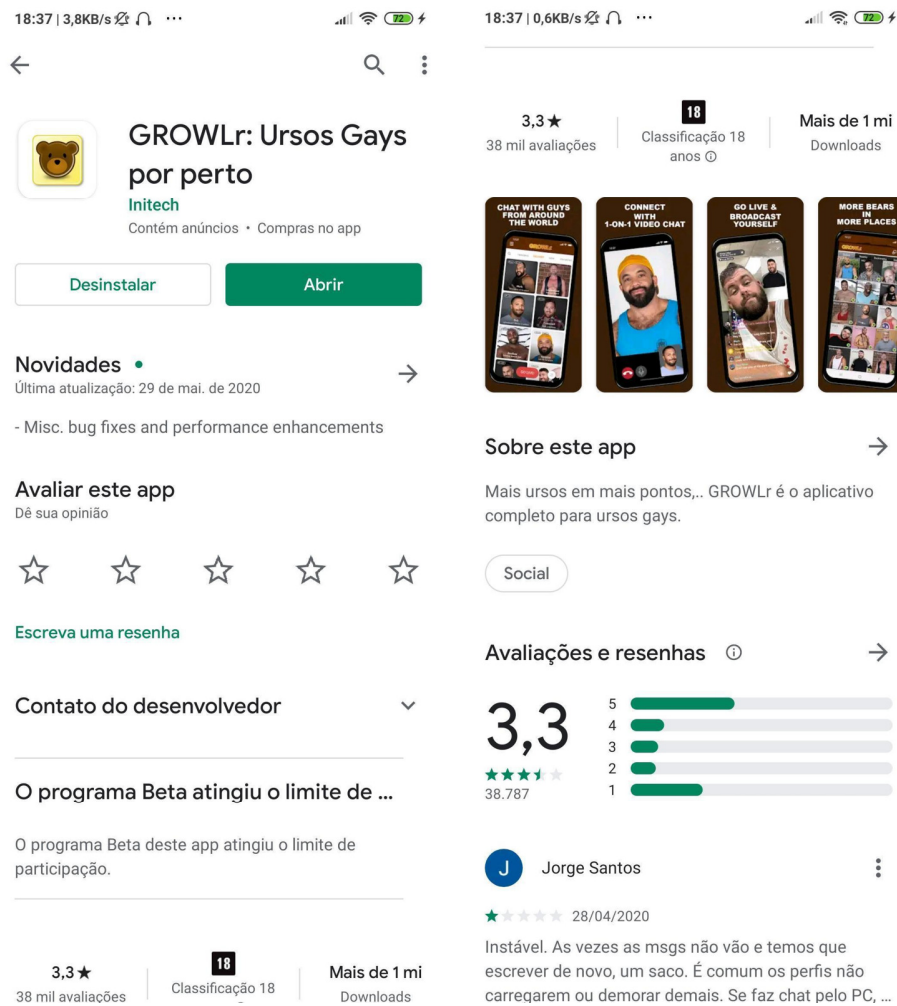 18:37 | 3,8KB/s ...
72
GROWLr: Ursos Gays
por perto
Initech
Contém anúncios • Compras no app
Desinstalar
Abrir
Novidades •
Última atualização: 29 de mai. de 2020
- Misc. bug fixes and performance enhancements
Avaliar este app
Dê sua opinião
Escreva uma resenha
Contato do desenvolvedor
O programa Beta atingiu o limite de ...
O programa Beta deste app atingiu o limite de
participação.
3,3★
38 mil avaliações
18
Classificação 18
Mais de 1 mi
Downloads
18:37 | 0,6KB/s ...
72
3,3★
38 mil avaliações
18
Classificação 18
anos
Mais de 1 mi
Downloads
CHAT WITH GUYS
FROM AROUND
THE WORLD
CONNECT
WITH
1-ON-1 VIDEO CHAT
GO LIVE &
BROADCAST
YOURSELF
MORE BEARS
IN
MORE PLACES
Sobre este app
Mais ursos em mais pontos,.. GROWLr é o aplicativo
completo para ursos gays.
Social
Avaliações e resenhas
3,3
38.787
5
4
3
2
1
J
Jorge Santos
28/04/2020
Instável. As vezes as msgs não vão e temos que
escrever de novo, um saco. É comum os perfis não
carregarem ou demorar demais. Se faz chat pelo PC, ...